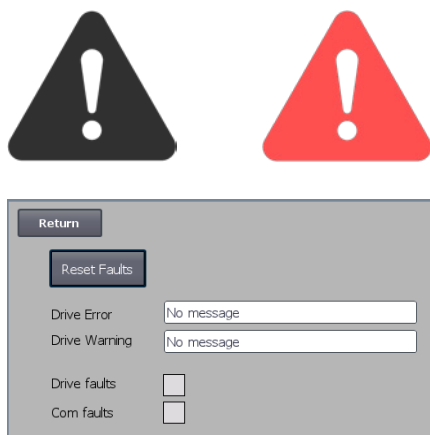 Return
Reset Faults
Drive Error No message
Drive Warning No message
Drive faults
Com faults